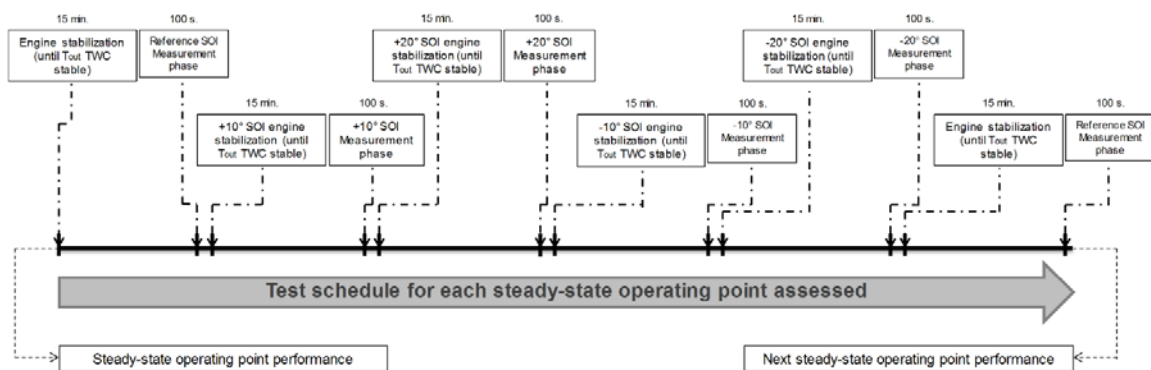 15 min.
Engine stabilization
(until Tout TWC
stable)
100 s.
Reference SOI
Measurement
phase
15 min.
+10° SOI engine
stabilization (until
Tout TWC stable)
100 s.
+10° SOI
Measurement
phase
15 min.
+20° SOI engine
stabilization (until
Tout TWC stable)
100 s.
+20° SOI
Measurement
phase
15 min.
-10° SOI engine
stabilization (until
Tout TWC stable)
100 s.
-10° SOI
Measurement
phase
15 min.
-20° SOI engine
stabilization (until
Tout TWC stable)
100 s.
-20° SOI
Measurement
phase
15 min.
Engine stabilization
(until Tout TWC
stable)
100 s.
Reference SOI
Measurement
phase
Test schedule for each steady-state operating point assessed
Steady-state operating point performance
Next steady-state operating point performance